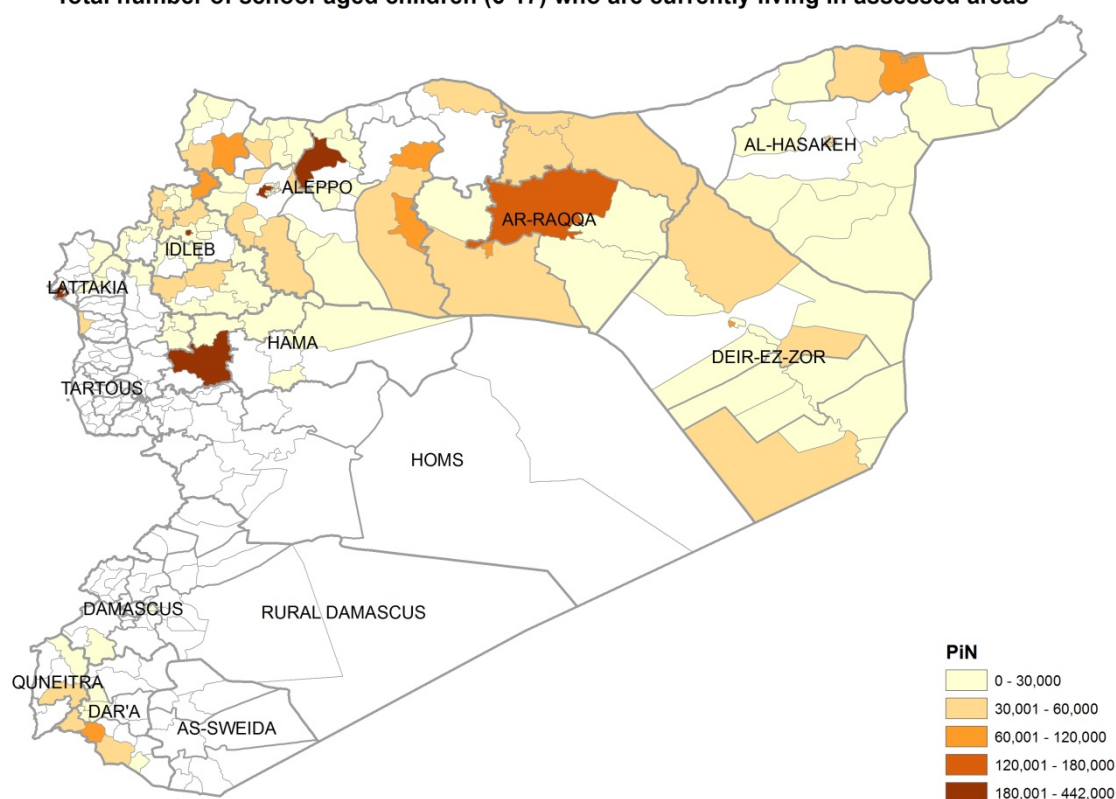 Total number of school-aged children (6-17) who are currently living in assessed areas
AL-HASAKEH
ALEPPO
AR-RAQQA
IDLEB
LATTAKIA
HAMA
DEIR-EZ-ZOR
TARTOUS
HOMS
DAMASCUS
RURAL DAMASCUS
QUNEITRA
DAR'A
AS-SWEIDA
PiN
0 - 30,000
30,001 - 60,000
60,001 - 120,000
120,001 - 180,000
180,001 - 442,000